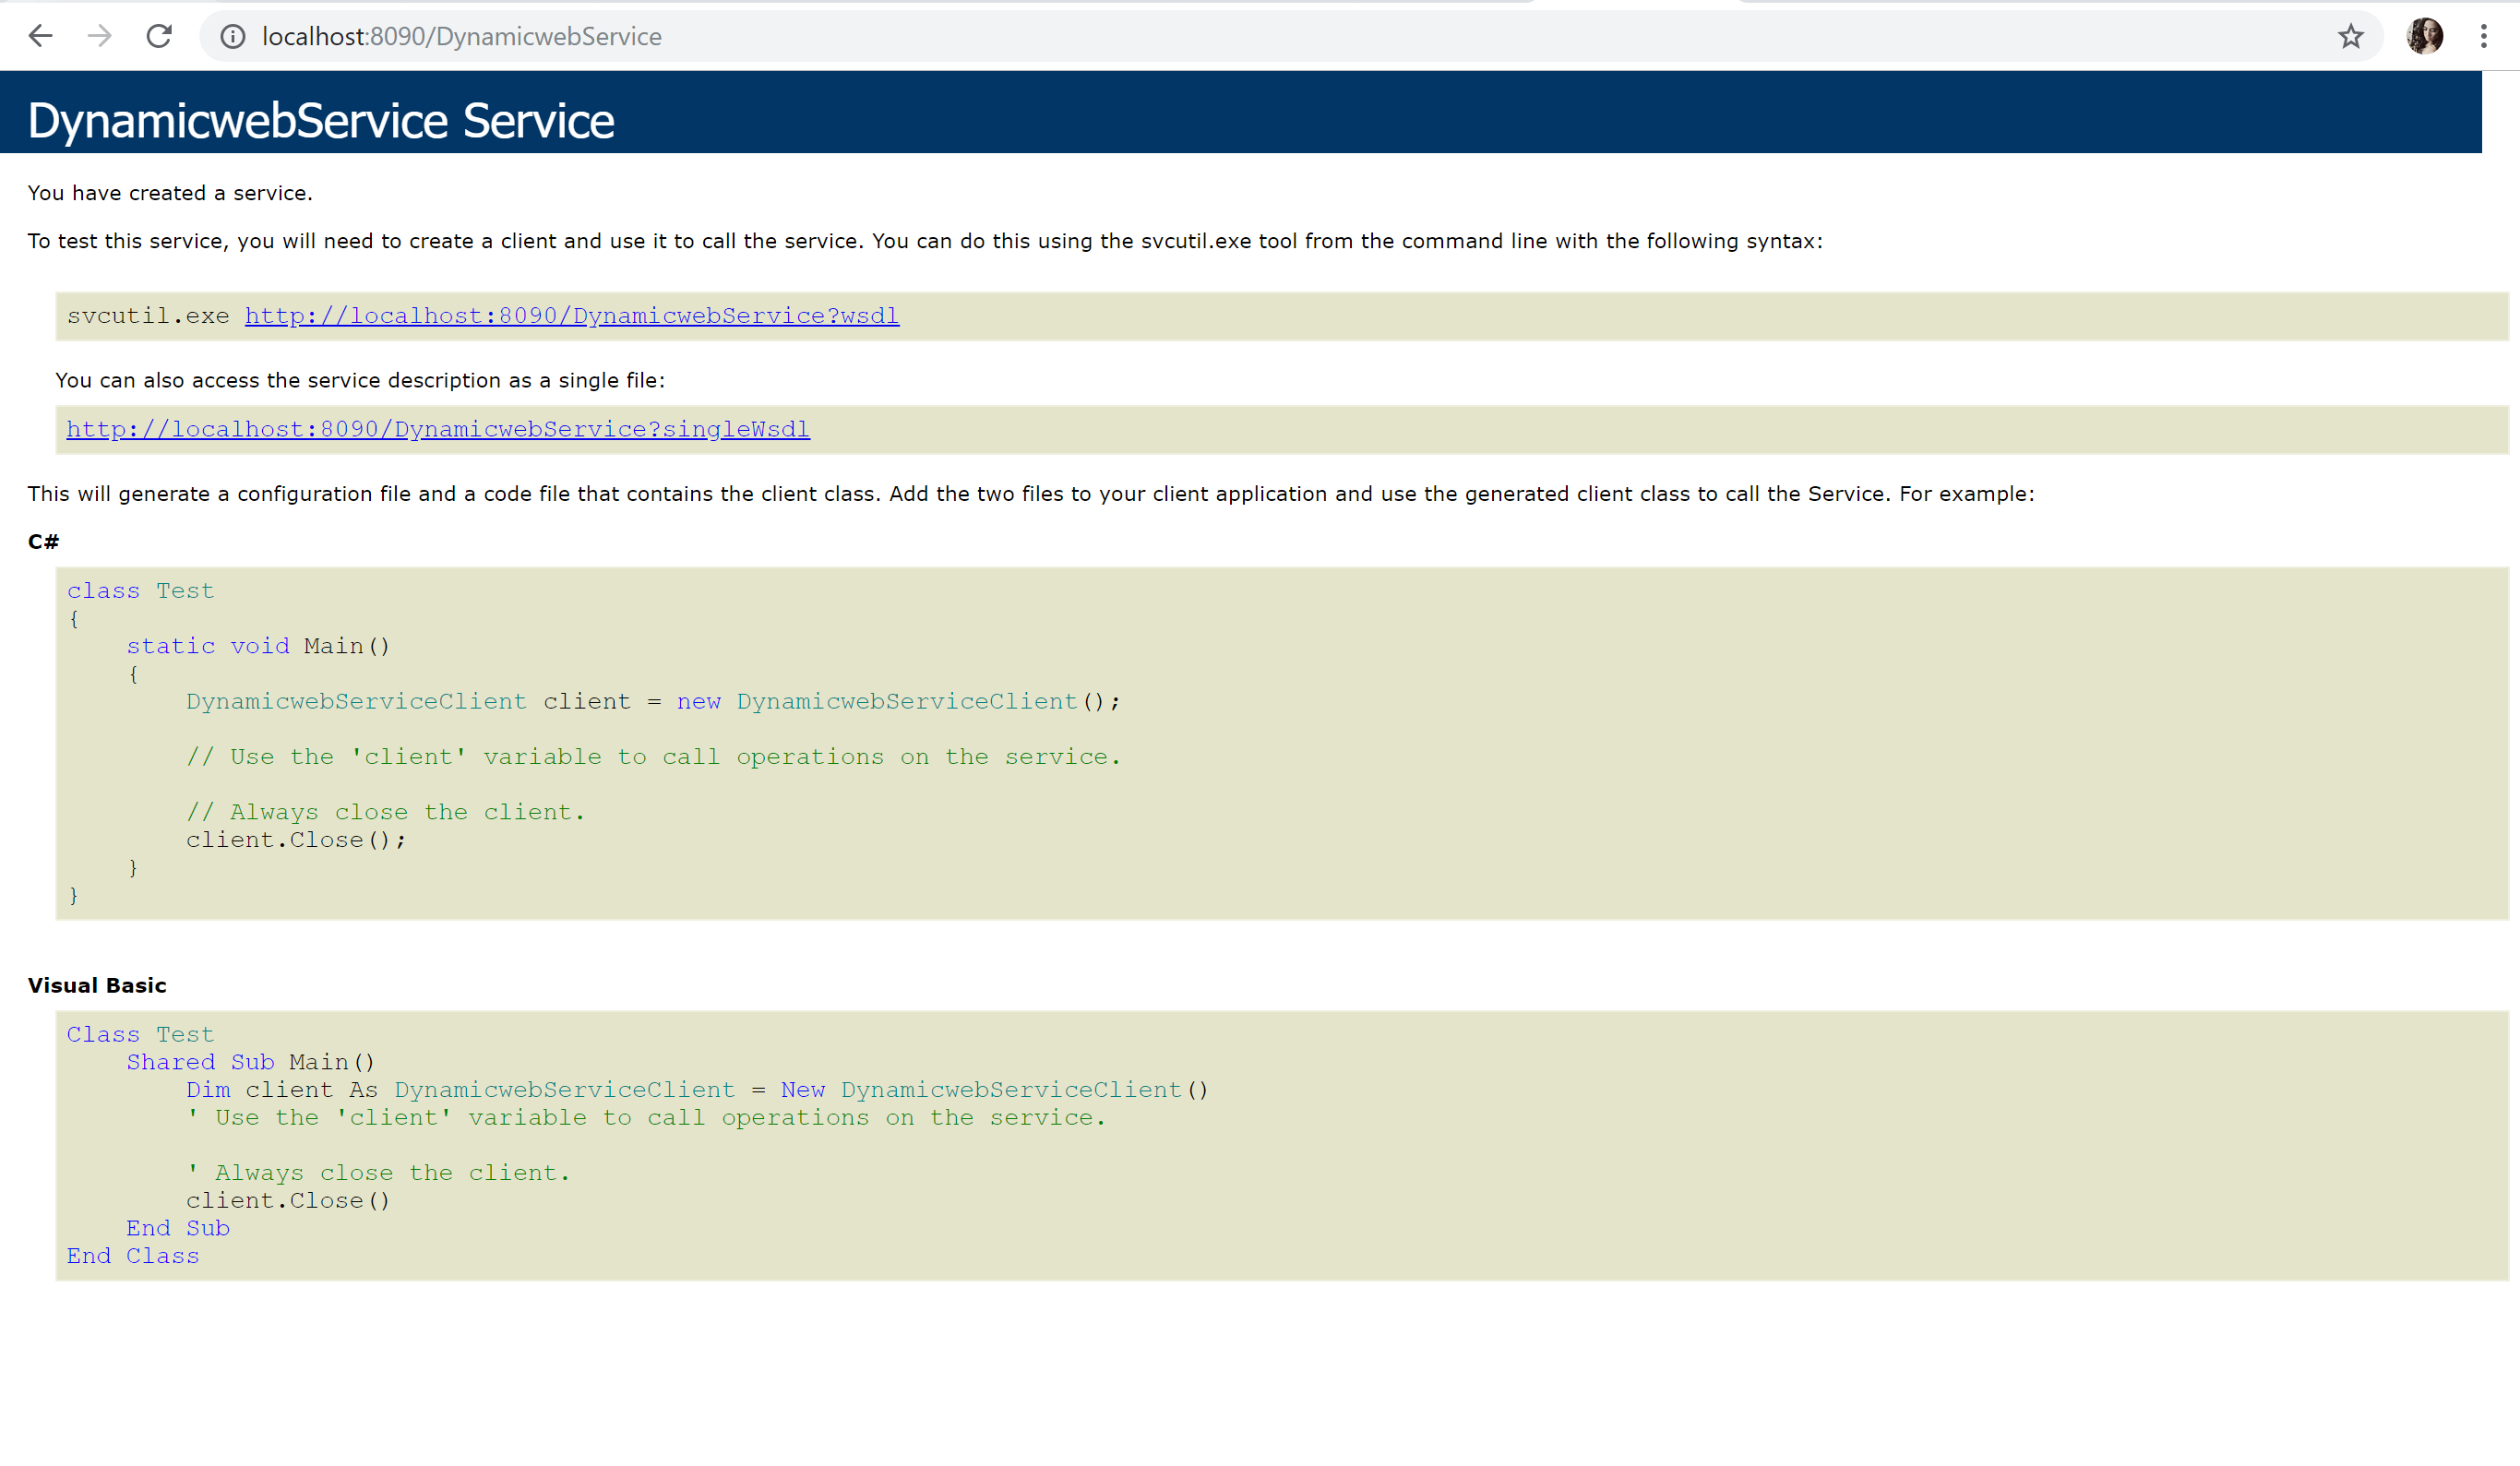 localhost:8090/DynamicwebService
DynamicwebService Service
You have created a service.
To test this service, you will need to create a client and use it to call the service. You can do this using the svcutil.exe tool from the command line with the following syntax:
svcutil.exe http://localhost:8090/DynamicwebService?wsdl
You can also access the service description as a single file:
http://localhost:8090/DynamicwebService?singleWsdl
This will generate a configuration file and a code file that contains the client class. Add the two files to your client application and use the generated client class to call the Service. For example:
C#
class Test
{
    static void Main()
    {
        DynamicwebServiceClient client = new DynamicwebServiceClient();
        // Use the 'client' variable to call operations on the service.
        // Always close the client.
        client.Close();
    }
}
Visual Basic
Class Test
    Shared Sub Main()
        Dim client As DynamicwebServiceClient = New DynamicwebServiceClient()
        ' Use the 'client' variable to call operations on the service.
        ' Always close the client.
        client.Close()
    End Sub
End Class